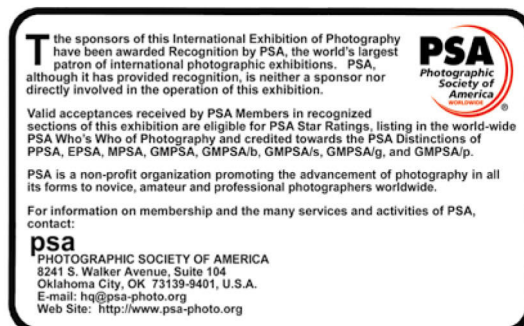 The sponsors of this International Exhibition of Photography
have been awarded Recognition by PSA, the world's largest
patron of international photographic exhibitions. PSA,
although it has provided recognition, is neither a sponsor nor
directly involved in the operation of this exhibition.
PSA
Photographic
Society of
America
WORLDWIDE
®
Valid acceptances received by PSA Members in recognized
sections of this exhibition are eligible for PSA Star Ratings, listing in the world-wide
PSA Who's Who of Photography and credited towards the PSA Distinctions of
PPSA, EPSA, MPSA, GMPSA, GMPSA/b, GMPSA/s, GMPSA/g, and GMPSA/p.
PSA is a non-profit organization promoting the advancement of photography in all
its forms to novice, amateur and professional photographers worldwide.
For information on membership and the many services and activities of PSA,
contact:
psa
PHOTOGRAPHIC SOCIETY OF AMERICA
8241 S. Walker Avenue, Suite 104
Oklahoma City, OK 73139-9401, U.S.A.
E-mail: hq@psa-photo.org
Web Site: http://www.psa-photo.org